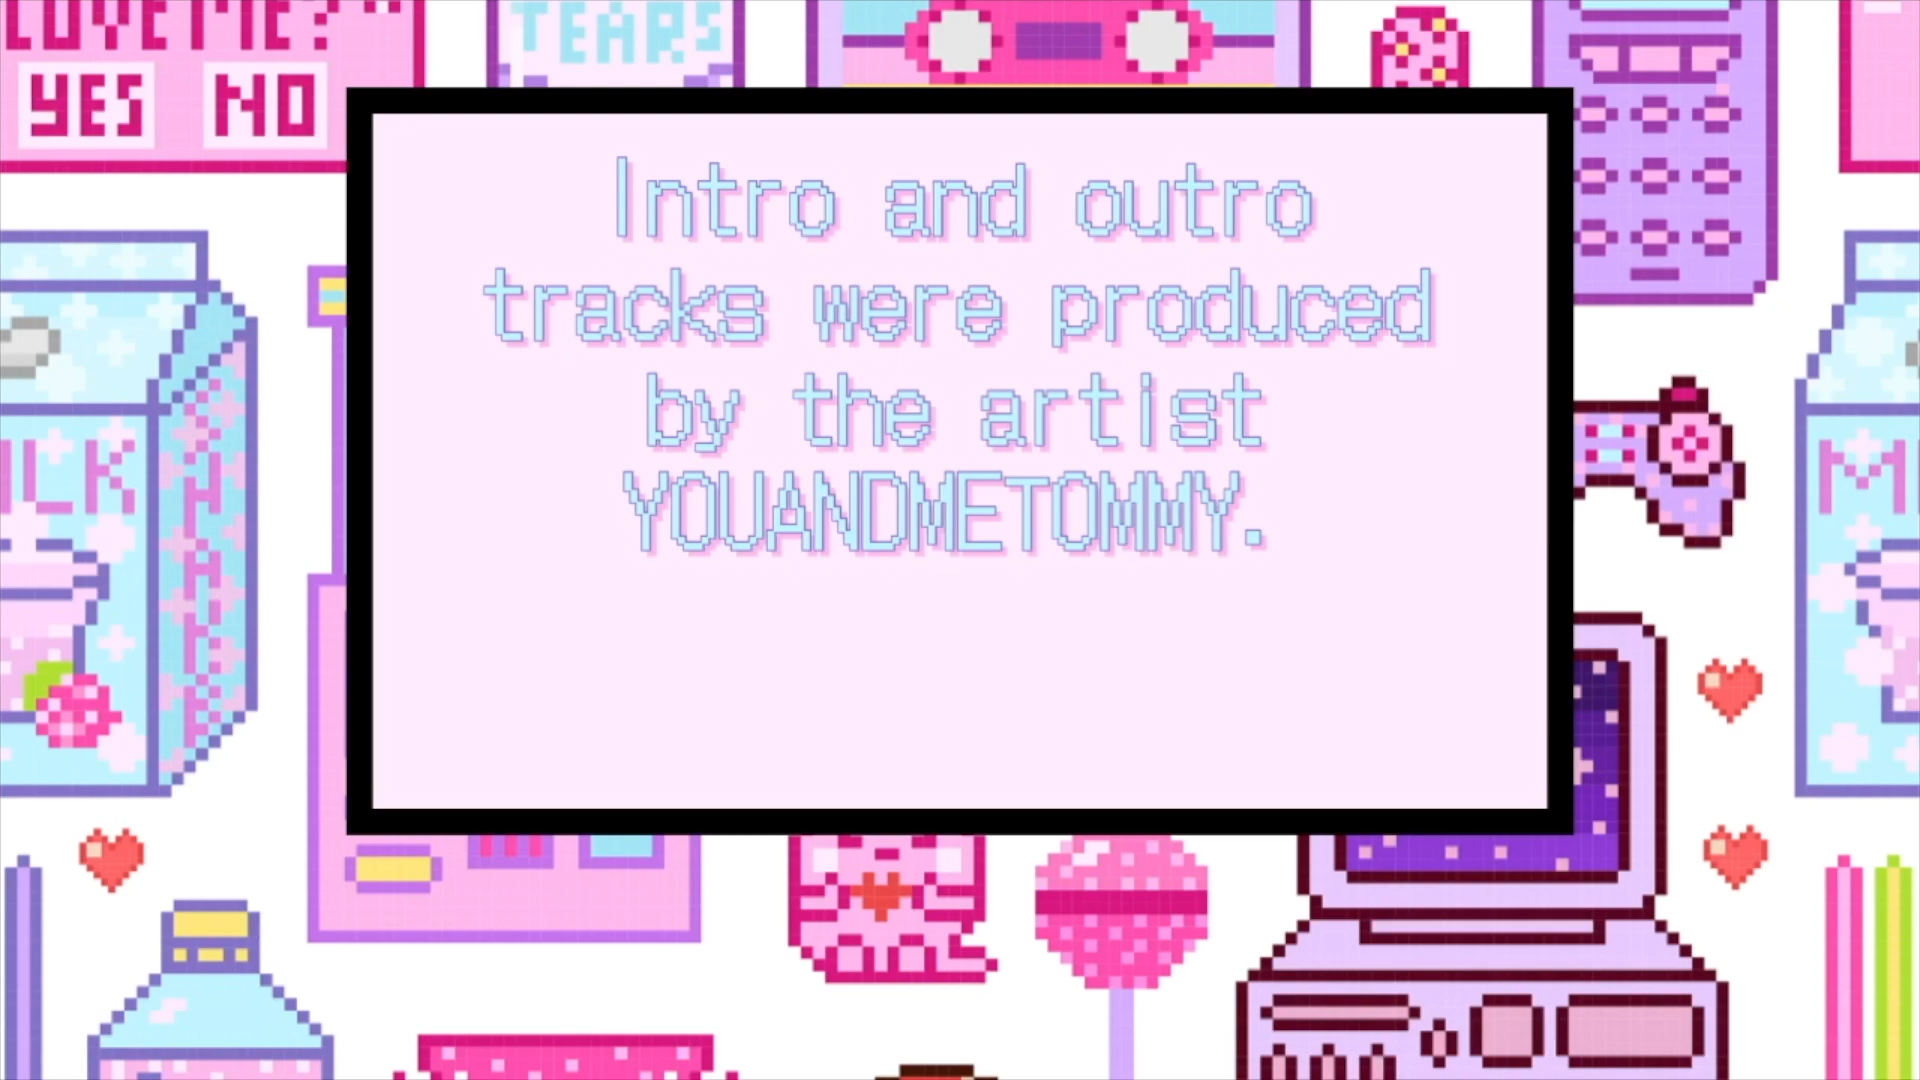 LOVE ME?"
YES NO
TEARS
Intro and outro
tracks were produced
by the artist
YOUANDMETOMMY.